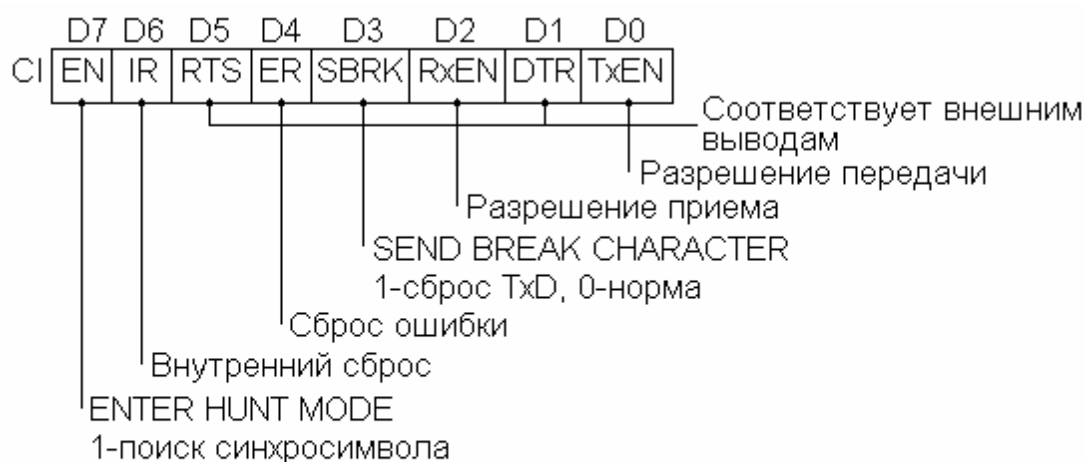 D7 D6 D5 D4 D3 D2 D1 D0
CI EN IR RTS ER SBRK RxEN DTR TxEN
Соответствует внешним
выводам
Разрешение передачи
Разрешение приема
SEND BREAK CHARACTER
1-сброс TxD, 0-норма
Сброс ошибки
Внутренний сброс
ENTER HUNT MODE
1-поиск синхросимвола